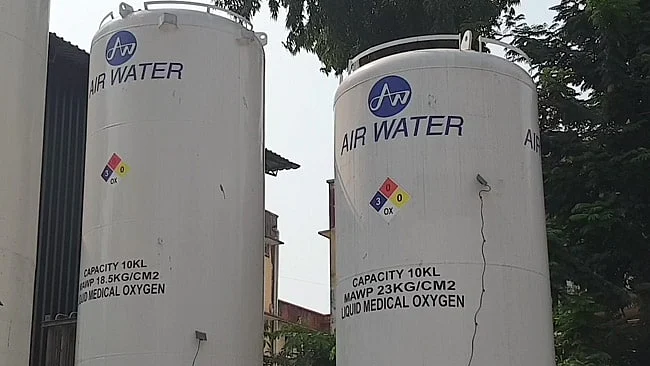 AW
AIR WATER
0
3 0
OX
CAPACITY 10KL
MAWP 18.5KG/CM2
LIQUID MEDICAL OXYGEN
AW
AIR WATER
0
3 0
OX
CAPACITY 10KL
MAWP 23KG/CM2
LIQUID MEDICAL OXYGEN
AIR